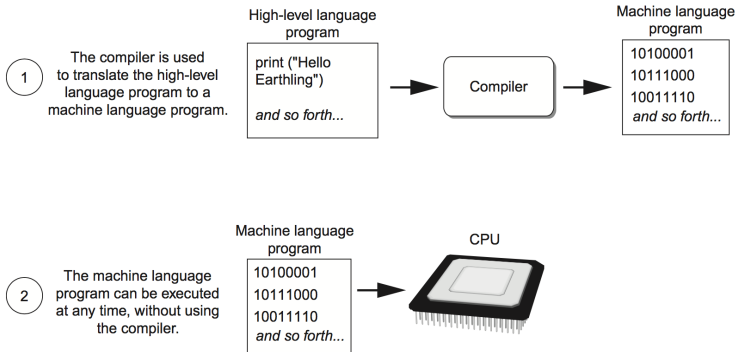 High-level language
program
Machine language
program
1
The compiler is used
to translate the high-level
language program to a
machine language program.
print ("Hello
Earthling")
and so forth...
Compiler
10100001
10111000
10011110
and so forth...
Machine language
program
CPU
2
The machine language
program can be executed
at any time, without using
the compiler.
10100001
10111000
10011110
and so forth...